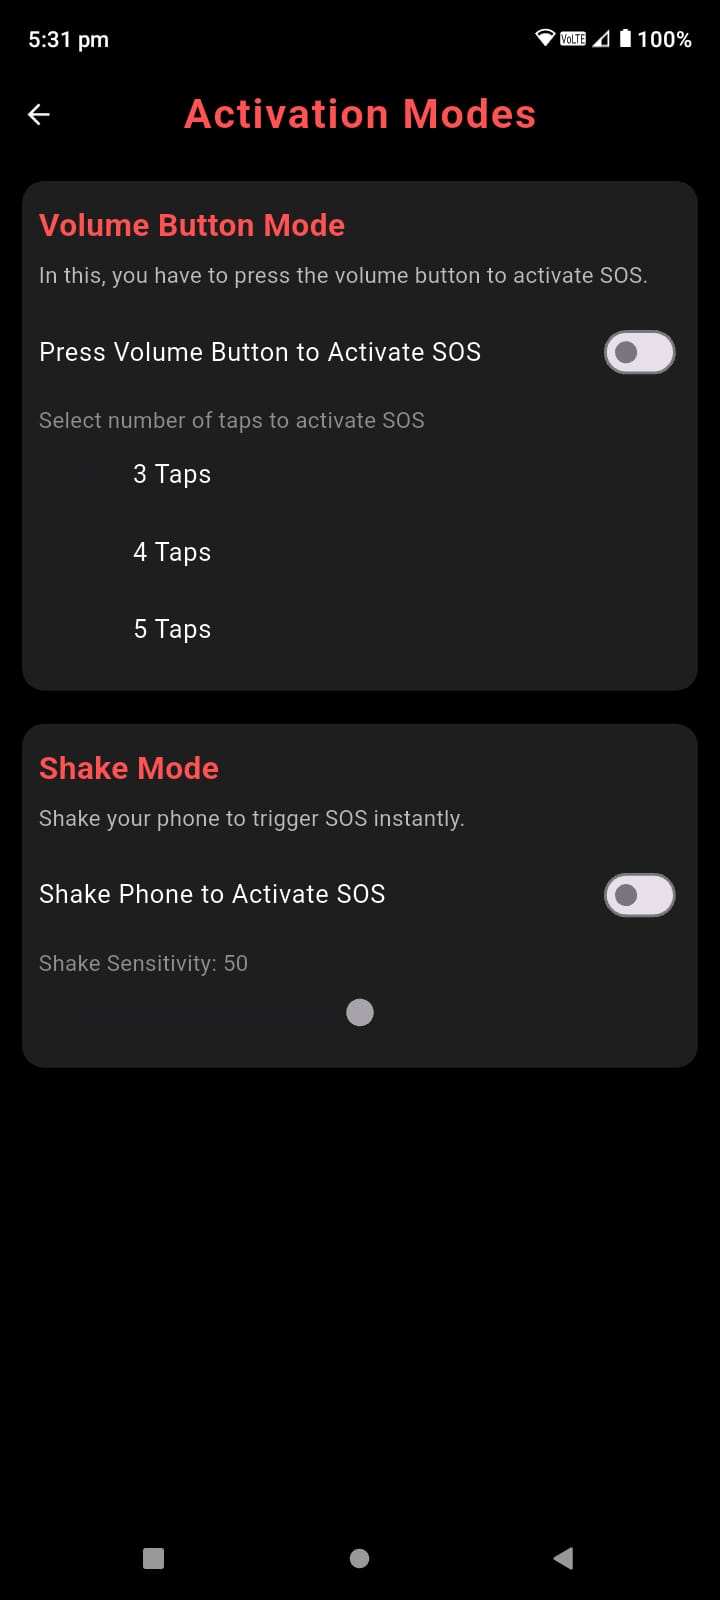 5:31 pm
VoLTE
100%
Activation Modes
Volume Button Mode
In this, you have to press the volume button to activate SOS.
Press Volume Button to Activate SOS
Select number of taps to activate SOS
3 Taps
4 Taps
5 Taps
Shake Mode
Shake your phone to trigger SOS instantly.
Shake Phone to Activate SOS
Shake Sensitivity: 50